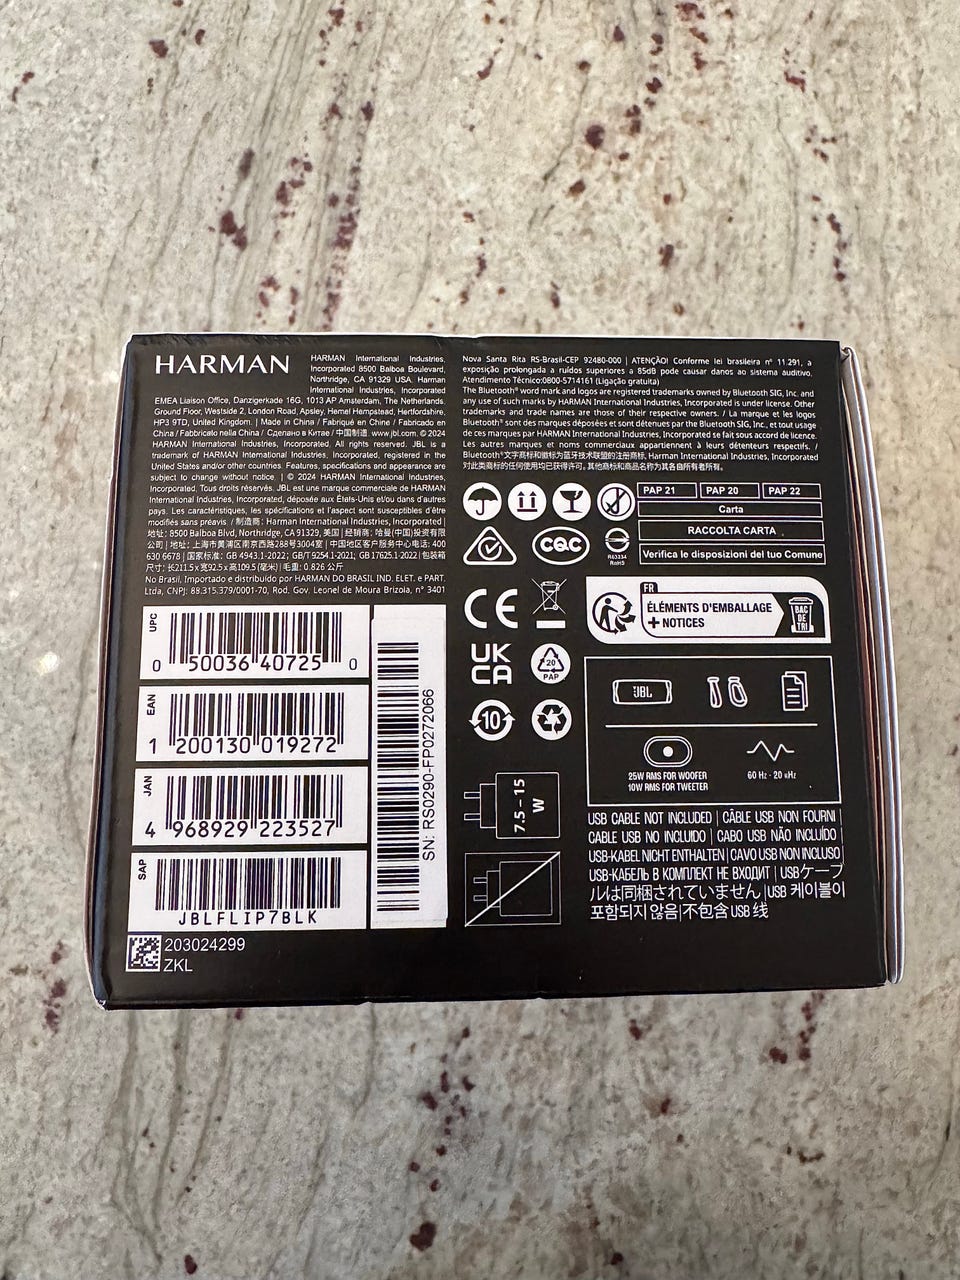 HARMAN
HARMAN International Industries,
Incorporated 8500 Balboa Boulevard,
Northridge, CA 91329 USA. Harman
International Industries, Incorporated
EMEA Liaison Office, Danzigerkade 16G, 1013 AP Amsterdam, The Netherlands.
Ground Floor, Westside 2, London Road, Apsley, Hemel Hempstead, Hertfordshire,
HP3 9TD, United Kingdom. | Made in China / Fabriqué en Chine / Fabricado en
China / Fabbricato nella China / Сделано в Китае / 中国制造 www.jbl.com. © 2024
HARMAN International Industries, Incorporated. All rights reserved. JBL is a
trademark of HARMAN International Industries, Incorporated, registered in the
United States and/or other countries. Features, specifications and appearance are
subject to change without notice. | © 2024 HARMAN International Industries,
Incorporated. Tous droits réservés. JBL est une marque commerciale de HARMAN
International Industries, Incorporated, déposée aux États-Unis et/ou dans d'autres
pays. Les caractéristiques, les spécifications et l'aspect sont susceptibles d'être
modifiés sans préavis. / 制造商: Harman International Industries, Incorporated |
地址: 8500 Balboa Blvd, Northridge, CA 91329, 美国 | 经销商: 哈曼(中国)投资有限
公司 | 地址: 上海市黄浦区南京西路288号3004室 | 中国地区客户服务中心电话: 400
630 6678 | 国家标准: GB 4943.1-2022; GB/T 9254.1-2021; GB 17625.1-2022 | 包装箱
尺寸: 长211.5 x 宽92.5 x 高109.5 (毫米) | 毛重: 0.826 公斤
No Brasil, Importado e distribuído por HARMAN DO BRASIL IND. ELET. e PART.
Ltda, CNPJ: 88.315.379/0001-70, Rod. Gov. Leonel de Moura Brizola, n° 3401
Nova Santa Rita RS-Brasil-CEP 92480-000 | ATENÇÃO! Conforme lei brasileira n° 11.291, a
exposição prolongada a ruídos superiores a 85dB pode causar danos ao sistema auditivo.
Atendimento Técnico:0800-5714161 (Ligação gratuita)
The Bluetooth® word mark and logos are registered trademarks owned by Bluetooth SIG, Inc. and
any use of such marks by HARMAN International Industries, Incorporated is under license. Other
trademarks and trade names are those of their respective owners. / La marque et les logos
Bluetooth® sont des marques déposées et sont détenues par the Bluetooth SIG, Inc., et tout usage
de ces marques par HARMAN International Industries, Incorporated se fait sous accord de licence.
Les autres marques et noms commerciaux appartiennent à leurs détenteurs respectifs. /
Bluetooth®文字商标和徽标为蓝牙技术联盟的注册商标, HARMAN International Industries, Incorporated
对此类商标的任何使用均已获得许可。其他商标和商品名称为其各自所有者所有。
PAP 21 PAP 20 PAP 22
Carta
RACCOLTA CARTA
Verifica le disposizioni del tuo Comune
CQC
R63334
RoHS
CE
UK
CA
20
PAP
10
FR
ÉLÉMENTS D'EMBALLAGE
+ NOTICES
BAC
DE
TRI
JBL
25W RMS FOR WOOFER
10W RMS FOR TWEETER
60 Hz - 20 kHz
7.5 – 15
W
USB CABLE NOT INCLUDED | CÂBLE USB NON FOURNI
CABLE USB NO INCLUIDO | CABO USB NÃO INCLUÍDO
USB-KABEL NICHT ENTHALTEN | CAVO USB NON INCLUSO
USB-КАБЕЛЬ В КОМПЛЕКТ НЕ ВХОДИТ | USBケーブ
ルは同梱されていません | USB 케이블이
포함되지 않음|不包含 USB 线
UPC
0 50036 40725 0
EAN
1 200130 019272
JAN
4 968929 223527
SAP
JBLFLIP7BLK
SN: RS0290-FP0272066
203024299
ZKL